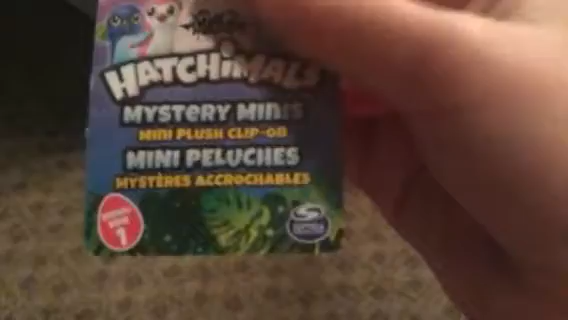 HATCHiMALS
MYSTERY MINIS
MINI PLUSH CLIP-ON
MINI PELUCHES
MYSTÈRES ACCROCHABLES
1